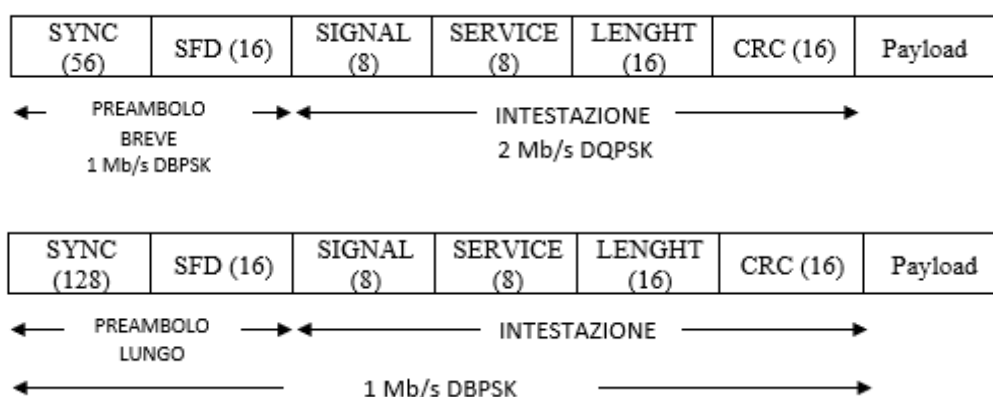 SYNC (56) SFD (16) SIGNAL (8) SERVICE (8) LENGHT (16) CRC (16) Payload
PREAMBOLO BREVE
1 Mb/s DBPSK
INTESTAZIONE
2 Mb/s DQPSK
SYNC (128) SFD (16) SIGNAL (8) SERVICE (8) LENGHT (16) CRC (16) Payload
PREAMBOLO LUNGO
INTESTAZIONE
1 Mb/s DBPSK